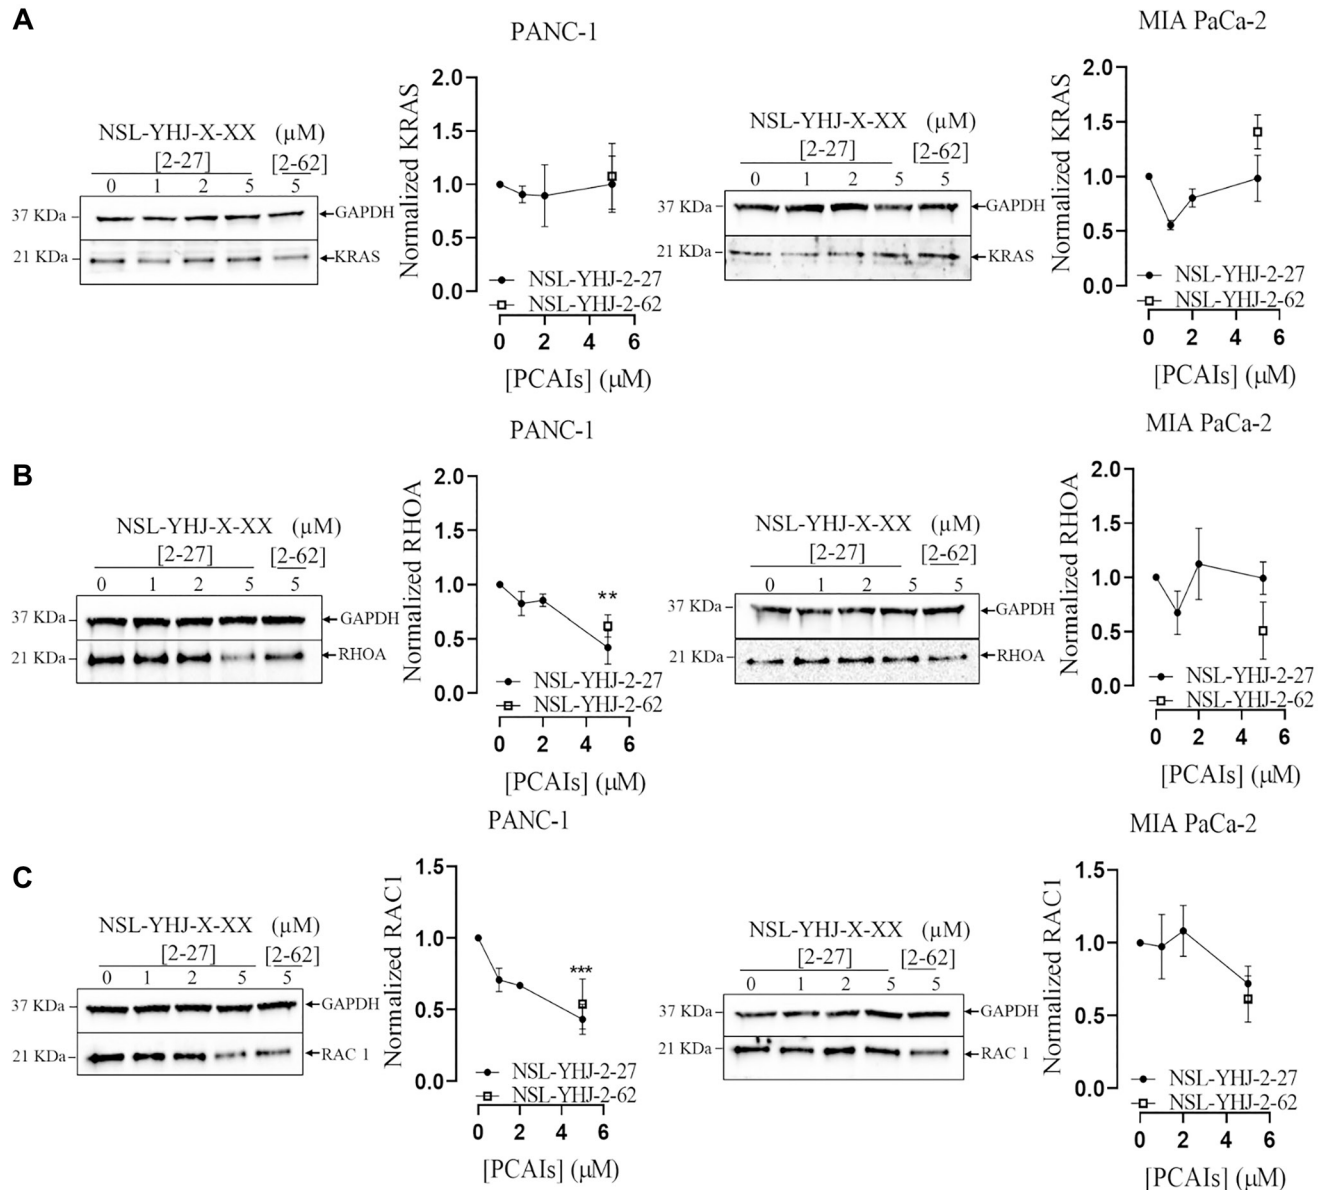 A
PANC-1
MIA PaCa-2
NSL-YHJ-X-XX (µM)
[2-27] [2-62]
0 1 2 5 5
37 KDa GAPDH
21 KDa KRAS
Normalized KRAS
2.0
1.5
1.0
0.5
0.0
NSL-YHJ-2-27
NSL-YHJ-2-62
0 2 4 6
[PCAIs] (µM)
NSL-YHJ-X-XX (µM)
[2-27] [2-62]
0 1 2 5 5
37 KDa GAPDH
21 KDa KRAS
Normalized KRAS
2.0
1.5
1.0
0.5
0.0
NSL-YHJ-2-27
NSL-YHJ-2-62
0 2 4 6
[PCAIs] (µM)
B
PANC-1
MIA PaCa-2
NSL-YHJ-X-XX (µM)
[2-27] [2-62]
0 1 2 5 5
37 KDa GAPDH
21 KDa RHOA
Normalized RHOA
2.0
1.5
1.0
0.5
0.0
**
NSL-YHJ-2-27
NSL-YHJ-2-62
0 2 4 6
[PCAIs] (µM)
NSL-YHJ-X-XX (µM)
[2-27] [2-62]
0 1 2 5 5
37 KDa GAPDH
21 KDa RHOA
Normalized RHOA
2.0
1.5
1.0
0.5
0.0
NSL-YHJ-2-27
NSL-YHJ-2-62
0 2 4 6
[PCAIs] (µM)
C
PANC-1
MIA PaCa-2
NSL-YHJ-X-XX (µM)
[2-27] [2-62]
0 1 2 5 5
37 KDa GAPDH
21 KDa RAC 1
Normalized RAC1
1.5
1.0
0.5
0.0
***
NSL-YHJ-2-27
NSL-YHJ-2-62
0 2 4 6
[PCAIs] (µM)
NSL-YHJ-X-XX (µM)
[2-27] [2-62]
0 1 2 5 5
37 KDa GAPDH
21 KDa RAC 1
Normalized RAC1
1.5
1.0
0.5
0.0
NSL-YHJ-2-27
NSL-YHJ-2-62
0 2 4 6
[PCAIs] (µM)